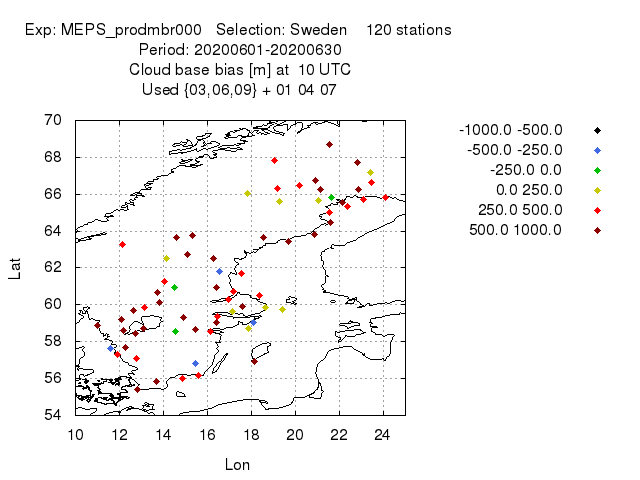 Exp: MEPS_prodmbr000 Selection: Sweden 120 stations
Period: 20200601-20200630
Cloud base bias [m] at 10 UTC
Used {03,06,09} + 01 04 07
-1000.0 -500.0
-500.0 -250.0
-250.0 0.0
0.0 250.0
250.0 500.0
500.0 1000.0
70
68
66
64
62
60
58
56
54
Lat
10 12 14 16 18 20 22 24
Lon